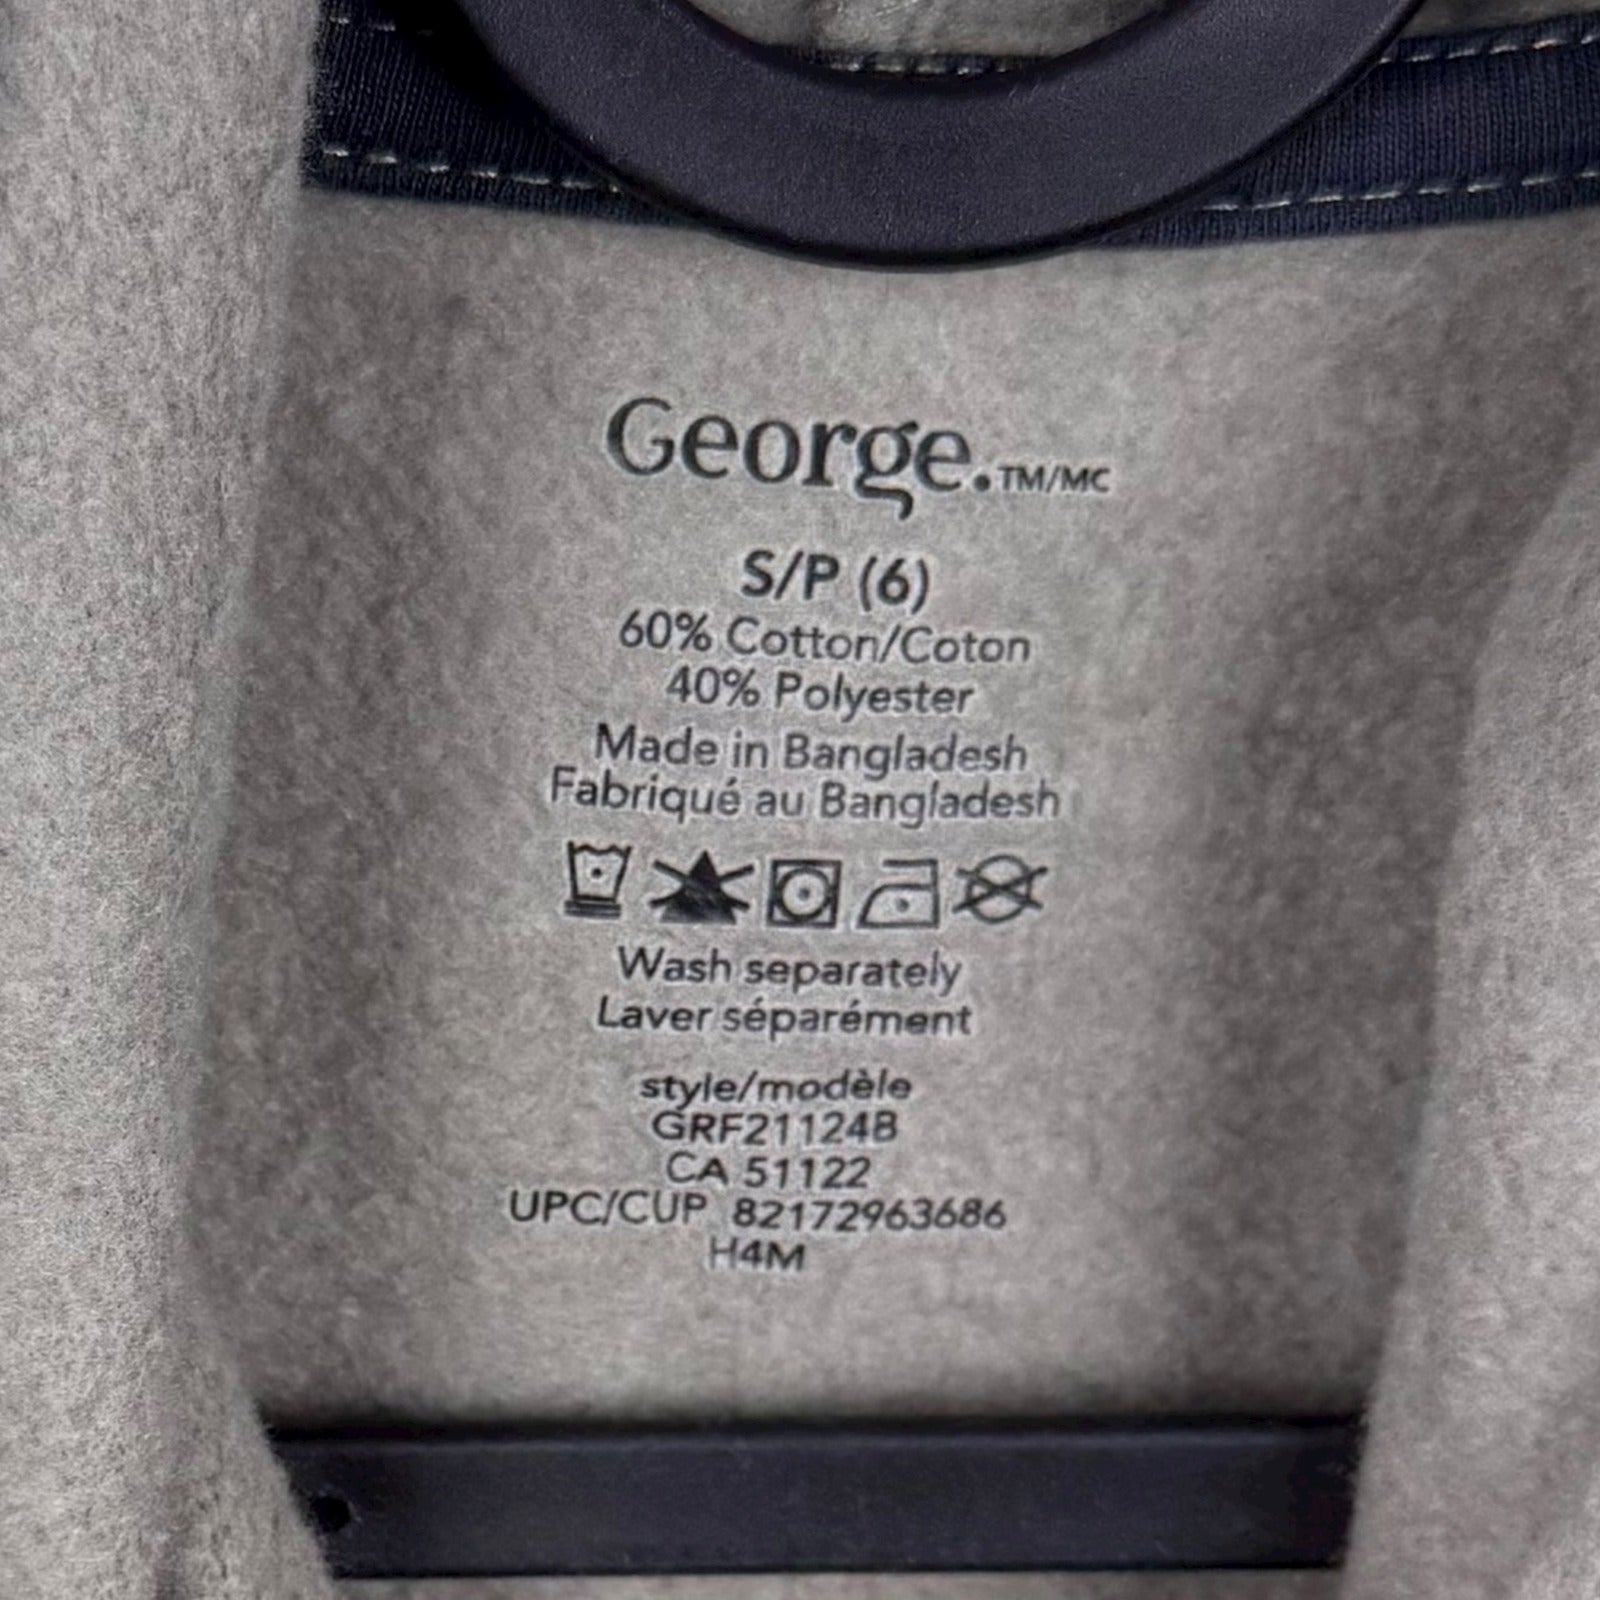 George.™/MC
S/P (6)
60% Cotton/Coton
40% Polyester
Made in Bangladesh
Fabriqué au Bangladesh
Wash separately
Laver séparément
style/modèle
GRF21124B
CA 51122
UPC/CUP 82172963686
H4M